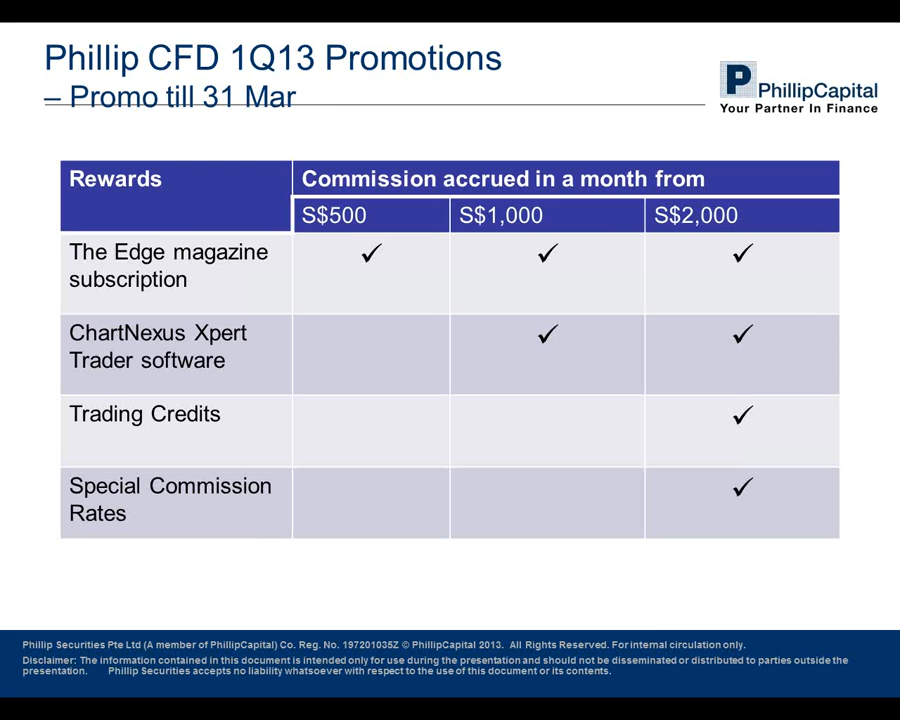 Phillip CFD 1Q13 Promotions
– Promo till 31 Mar
P PhillipCapital
Your Partner In Finance
Rewards
Commission accrued in a month from
S$500
S$1,000
S$2,000
The Edge magazine
subscription
✓ ✓ ✓
ChartNexus Xpert
Trader software
✓ ✓
Trading Credits
✓
Special Commission
Rates
✓
Phillip Securities Pte Ltd (A member of PhillipCapital) Co. Reg. No. 197201035Z © PhillipCapital 2013. All Rights Reserved. For internal circulation only.
Disclaimer: The information contained in this document is intended only for use during the presentation and should not be disseminated or distributed to parties outside the
presentation. Phillip Securities accepts no liability whatsoever with respect to the use of this document or its contents.